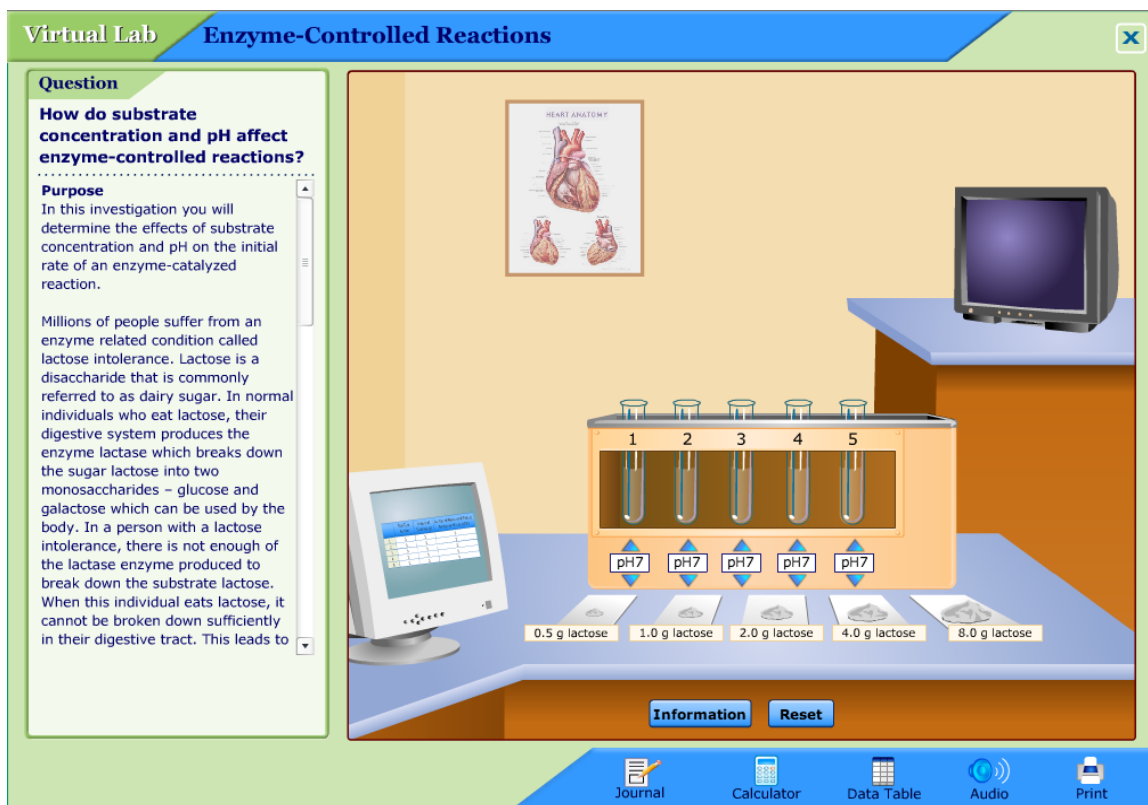 Virtual Lab
Enzyme-Controlled Reactions
X
Question
How do substrate
concentration and pH affect
enzyme-controlled reactions?
Purpose
In this investigation you will
determine the effects of substrate
concentration and pH on the initial
rate of an enzyme-catalyzed
reaction.
Millions of people suffer from an
enzyme related condition called
lactose intolerance. Lactose is a
disaccharide that is commonly
referred to as dairy sugar. In normal
individuals who eat lactose, their
digestive system produces the
enzyme lactase which breaks down
the sugar lactose into two
monosaccharides – glucose and
galactose which can be used by the
body. In a person with a lactose
intolerance, there is not enough of
the lactase enzyme produced to
break down the substrate lactose.
When this individual eats lactose, it
cannot be broken down sufficiently
in their digestive tract. This leads to
HEART ANATOMY
1 2 3 4 5
pH7 pH7 pH7 pH7 pH7
0.5 g lactose 1.0 g lactose 2.0 g lactose 4.0 g lactose 8.0 g lactose
Information Reset
Journal Calculator Data Table Audio Print